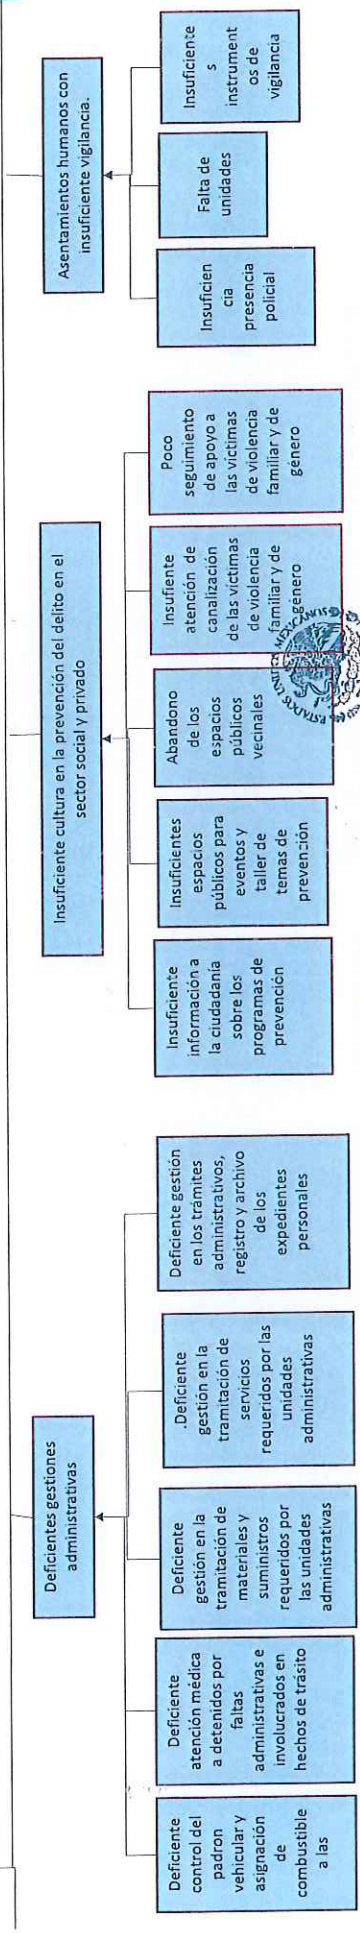 Deficientes gestiones
administrativas
Deficiente
control del
padron
vehicular y
asignación
de
combustible
a las
Deficiente
atención médica
a detenidos por
faltas
administrativas e
involucrados en
hechos de trásito
Deficiente
gestión en la
tramitación de
materiales y
suministros
requeridos por
las unidades
administrativas
.Deficiente
gestión en la
tramitación de
servicios
requeridos por las
unidades
administrativas
Deficiente gestión
en los trámites
administrativos,
registro y archivo
de los
expedientes
personales
Insuficiente cultura en la prevención del delito en el
sector social y privado
Insuficiente
información a
la ciudadanía
sobre los
programas de
prevención
Insuficientes
espacios
públicos para
eventos y
taller de
temas de
prevención
Abandono
de los
espacios
públicos
vecinales
Insufiente
atención de
canalización
de las víctimas
de violencia
familiar y de
género
Poco
seguimiento
de apoyo a
las víctimas
de violencia
familiar y de
género
Asentamientos humanos con
insuficiente vigilancia.
Insuficien
cia
presencia
policial
Falta de
unidades
Insuficiente
s
instrument
os de
vigilancia
ESTADOS UNIDOS MEXICANOS